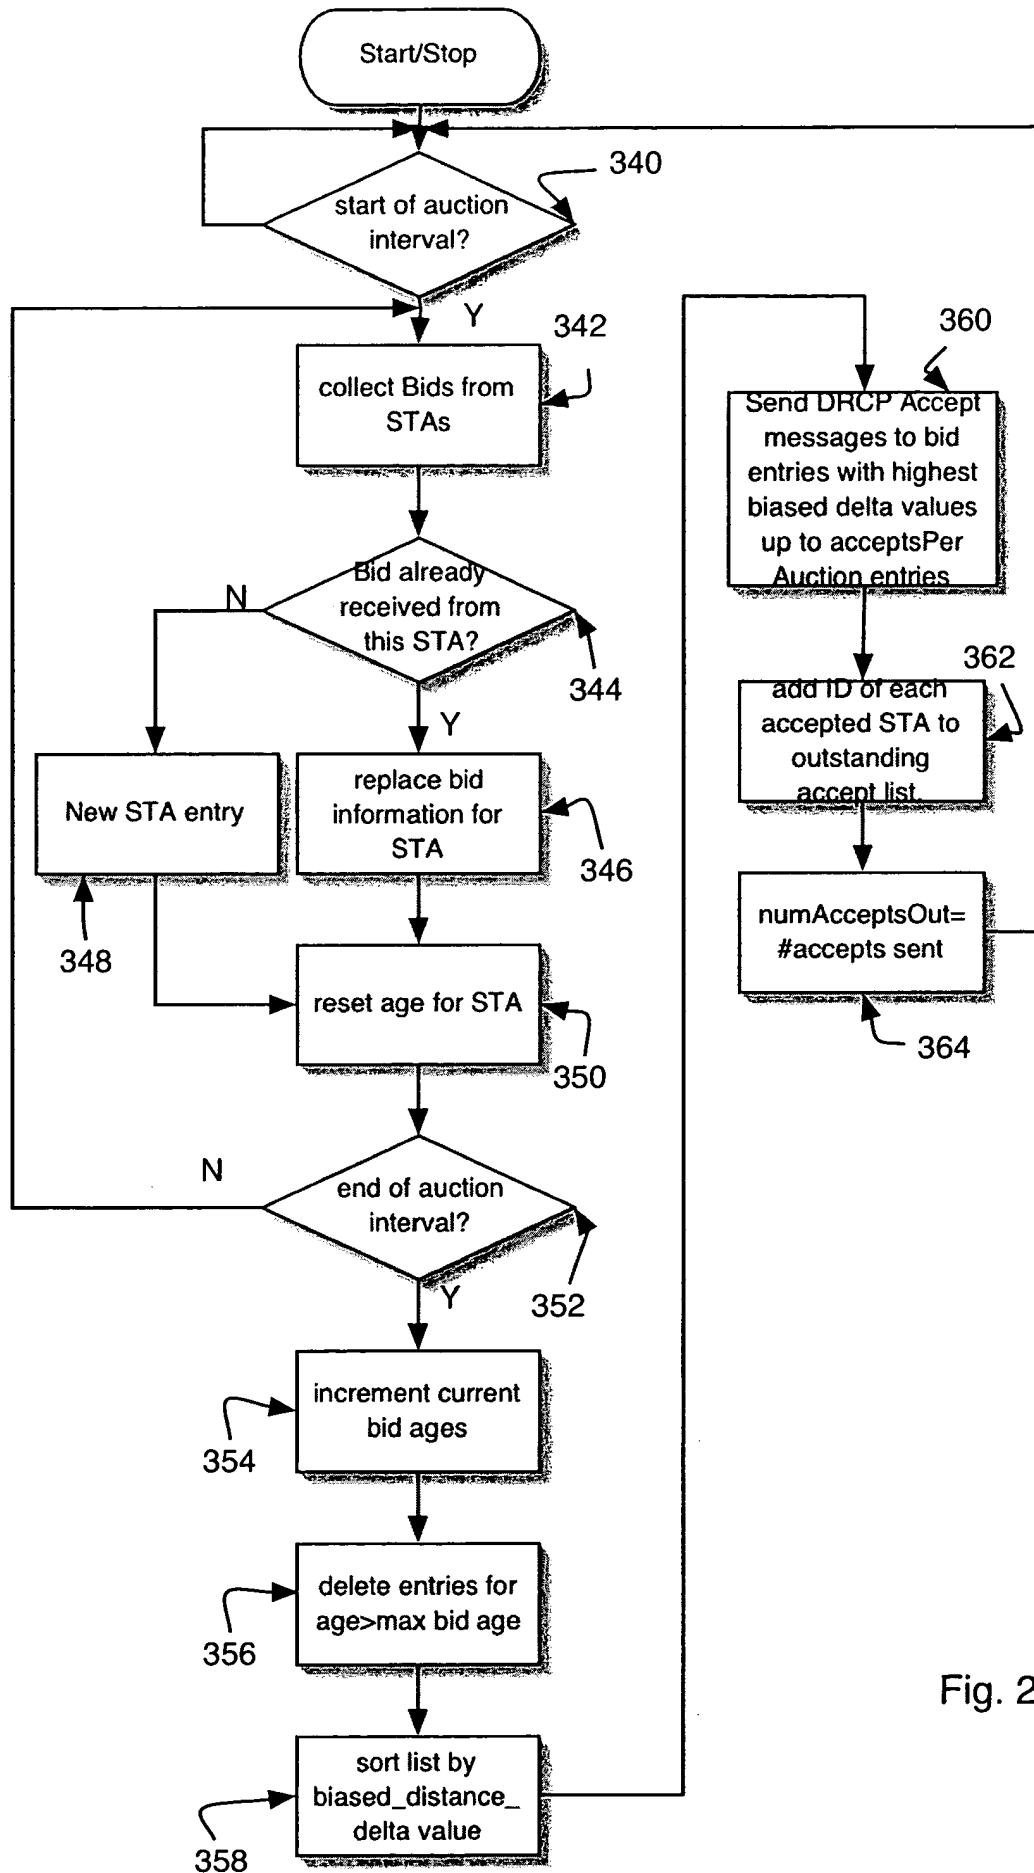 Start/Stop
340
start of auction
interval?
Y
342
collect Bids from
STAs
Bid already
received from
this STA?
N
344
Y
New STA entry
348
replace bid
information for
STA
346
reset age for STA
350
end of auction
interval?
N
352
Y
increment current
bid ages
354
delete entries for
age>max bid age
356
sort list by
biased_distance_
delta value
358
360
Send DRCP Accept
messages to bid
entries with highest
biased delta values
up to acceptsPer
Auction entries
362
add ID of each
accepted STA to
outstanding
accept list.
numAcceptsOut=
#accepts sent
364
Fig. 2